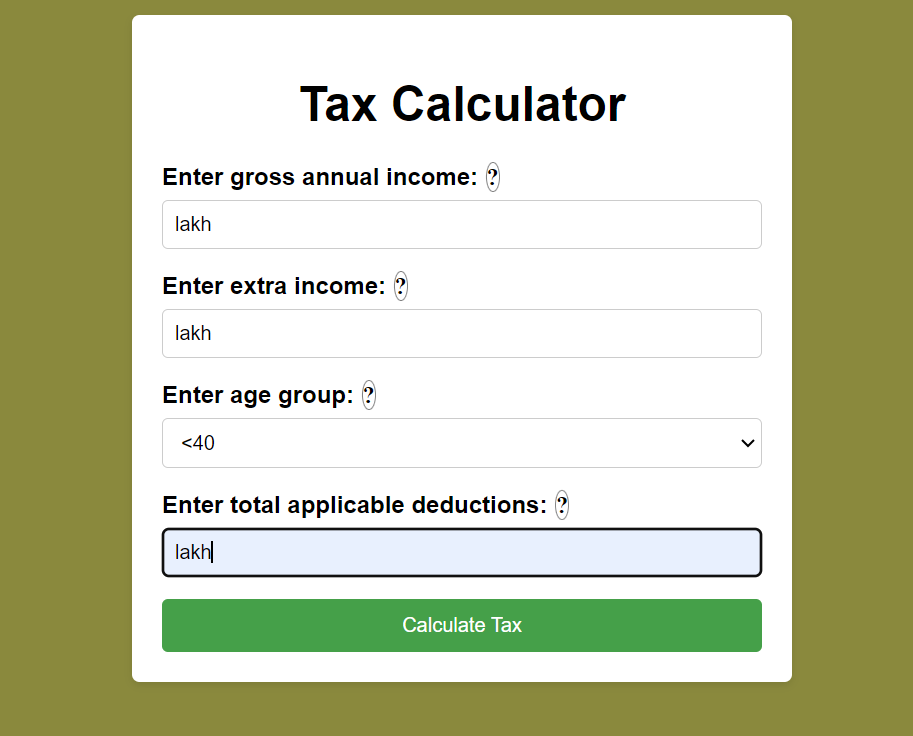 Tax Calculator
Enter gross annual income: ?
lakh
Enter extra income: ?
lakh
Enter age group: ?
<40
Enter total applicable deductions: ?
lakh
Calculate Tax